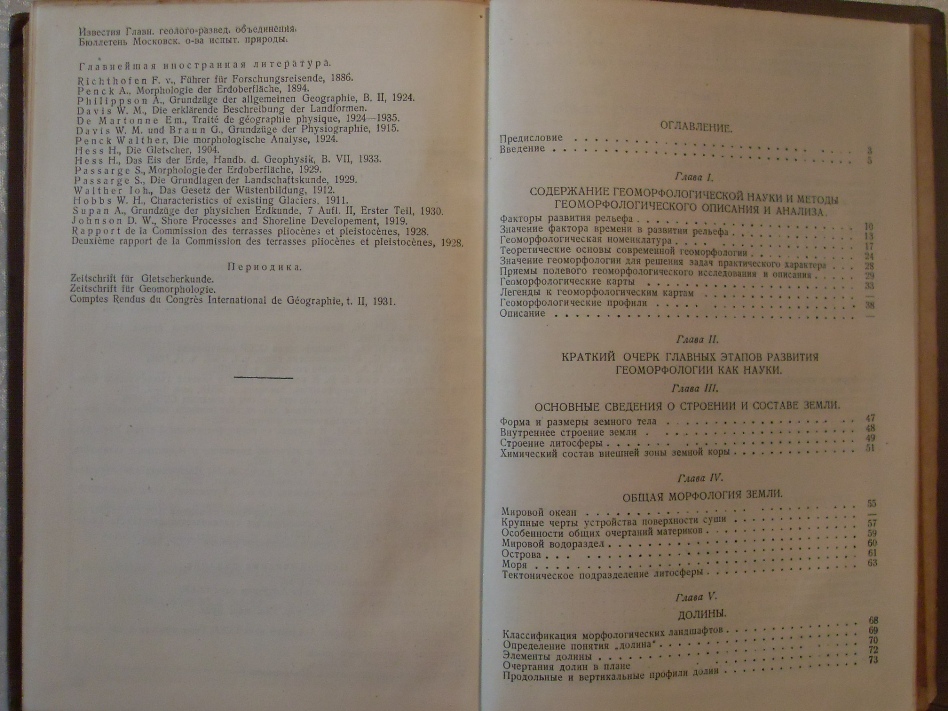 Известия Главн. геолого-развед. объединения.
Бюллетень Московск. о-ва испыт. природы.
Главнейшая иностранная литература.
Richthofen F. v., Führer für Forschungsreisende, 1886.
Penck A., Morphologie der Erdoberfläche, 1894.
Philippson A., Grundzüge der allgemeinen Geographie, B. II, 1924.
Davis W. M., Die erklärende Beschreibung der Landformen.
De Martonne Em., Traité de géographie physique, 1924—1935.
Davis W. M. und Braun G., Grundzüge der Physiographie, 1915.
Penck Walther, Die morphologische Analyse, 1924.
Hess H., Die Gletscher, 1904.
Hess H., Das Eis der Erde, Handb. d. Geophysik, B. VII, 1933.
Passarge S., Morphologie der Erdoberfläche, 1929.
Passarge S., Die Grundlagen der Landschaftskunde, 1929.
Walther Joh., Das Gesetz der Wüstenbildung, 1912.
Hobbs W. H., Characteristics of existing Glaciers. 1911.
Supan A., Grundzüge der physichen Erdkunde, 7 Aufl. II, Erster Teil, 1930.
Johnson D. W., Shore Processes and Shoreline Developement, 1919.
Rapport de la Commission des terrasses pliocènes et pleistocènes, 1928.
Deuxième rapport de la Commission des terrasses pliocènes et pleistocènes, 1928.
Периодика.
Zeitschrift für Gletscherkunde.
Zeitschrift für Geomorphologie.
Comptes Rendus du Congrès International de Géographie, t. II, 1931.
ОГЛАВЛЕНИЕ.
Предисловие 3
Введение 5
Глава I.
СОДЕРЖАНИЕ ГЕОМОРФОЛОГИЧЕСКОЙ НАУКИ И МЕТОДЫ
ГЕОМОРФОЛОГИЧЕСКОГО ОПИСАНИЯ И АНАЛИЗА.
Факторы развития рельефа 10
Значение фактора времени в развитии рельефа 13
Геоморфологическая номенклатура 17
Теоретические основы современной геоморфологии 24
Значение геоморфологии для решения задач практического характера 28
Приемы полевого геоморфологического исследования и описания 29
Геоморфологические карты 33
Легенды к геоморфологическим картам —
Геоморфологические профили 38
Описание —
Глава II.
КРАТКИЙ ОЧЕРК ГЛАВНЫХ ЭТАПОВ РАЗВИТИЯ
ГЕОМОРФОЛОГИИ КАК НАУКИ.
Глава III.
ОСНОВНЫЕ СВЕДЕНИЯ О СТРОЕНИИ И СОСТАВЕ ЗЕМЛИ.
Форма и размеры земного тела 47
Внутреннее строение земли 48
Строение литосферы 49
Химический состав внешней зоны земной коры 51
Глава IV.
ОБЩАЯ МОРФОЛОГИЯ ЗЕМЛИ.
Мировой океан 55
Крупные черты устройства поверхности суши —
Особенности общих очертаний материков 57
Мировой водораздел 59
Острова 60
Моря 61
Тектоническое подразделение литосферы 63
Глава V.
ДОЛИНЫ.
Классификация морфологических ландшафтов 68
Определение понятия „долина“ 69
Элементы долины 70
Очертания долин в плане 72
Продольные и вертикальные профили долин 73